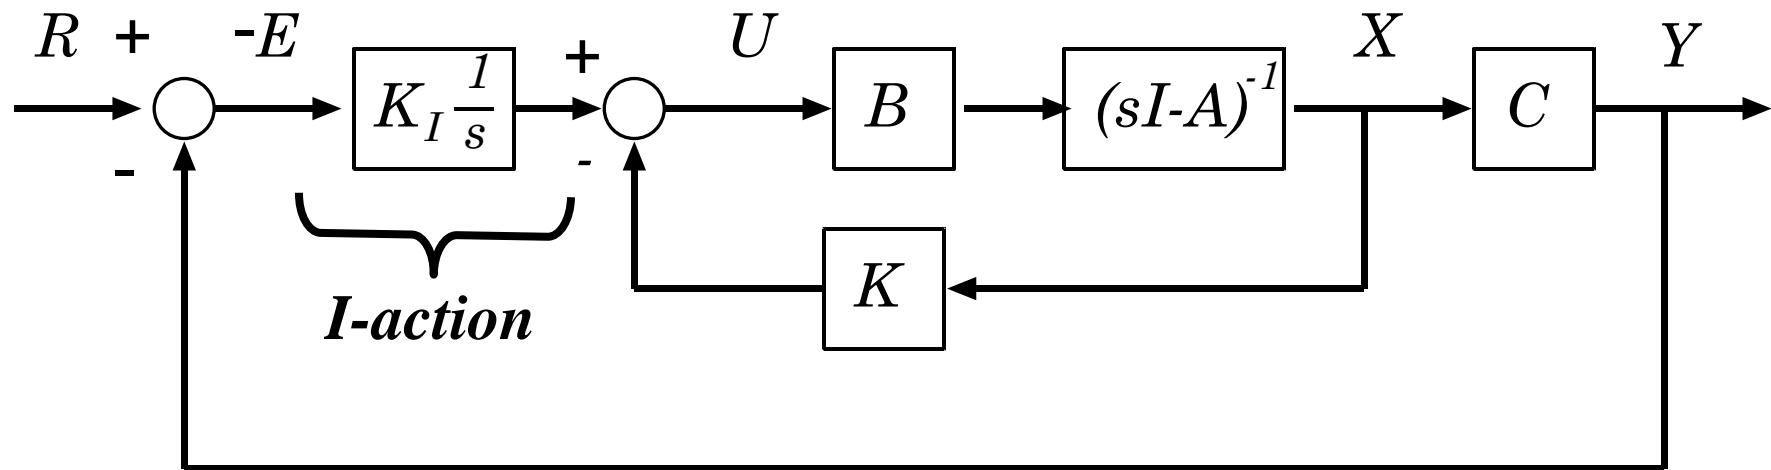 R + -E + U X Y
K_I 1/s B (sI-A)^-1 C
- -
K
I-action